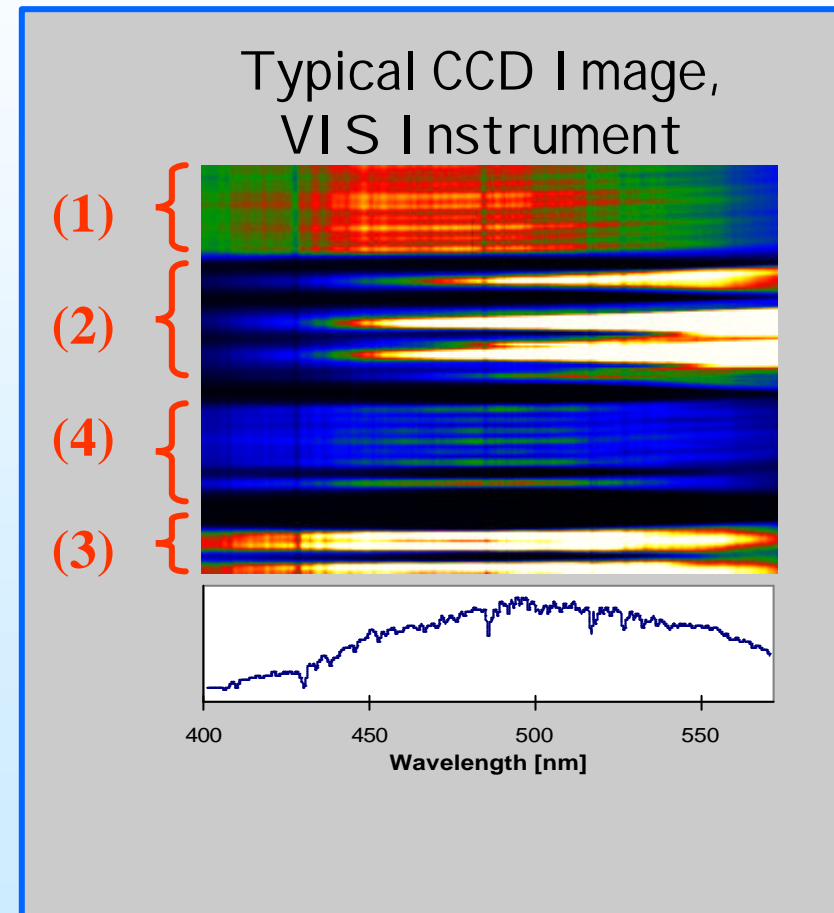 Typical CCD Image,
VIS Instrument
(1)
(2)
(4)
(3)
400 450 500 550
Wavelength [nm]